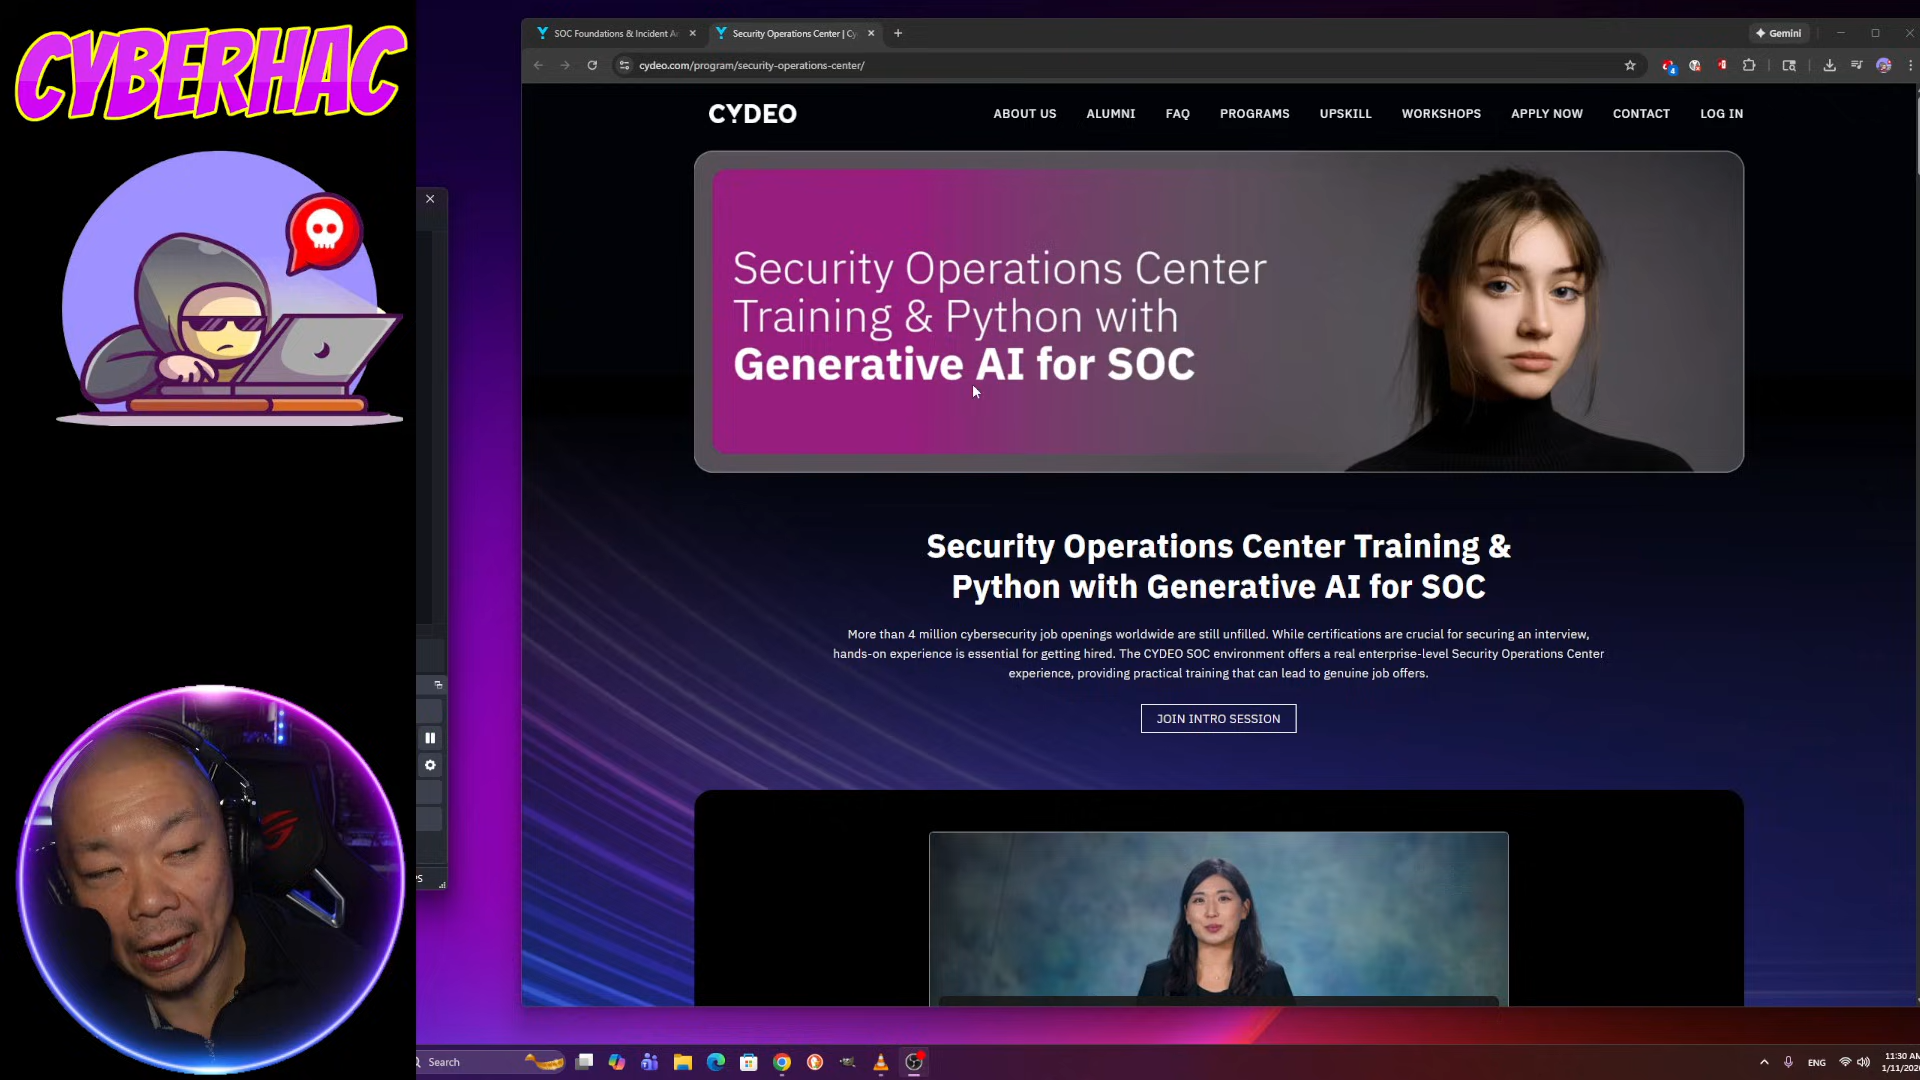 CYBERHAC
SOC Foundations & Incident A
Security Operations Center | Cy
Gemini
cydeo.com/program/security-operations-center/
4
CYDEO
ABOUT US
ALUMNI
FAQ
PROGRAMS
UPSKILL
WORKSHOPS
APPLY NOW
CONTACT
LOG IN
Security Operations Center
Training & Python with
Generative AI for SOC
Security Operations Center Training &
Python with Generative AI for SOC
More than 4 million cybersecurity job openings worldwide are still unfilled. While certifications are crucial for securing an interview,
hands-on experience is essential for getting hired. The CYDEO SOC environment offers a real enterprise-level Security Operations Center
experience, providing practical training that can lead to genuine job offers.
JOIN INTRO SESSION
PS
Search
ENG
11:30 AM
1/11/202